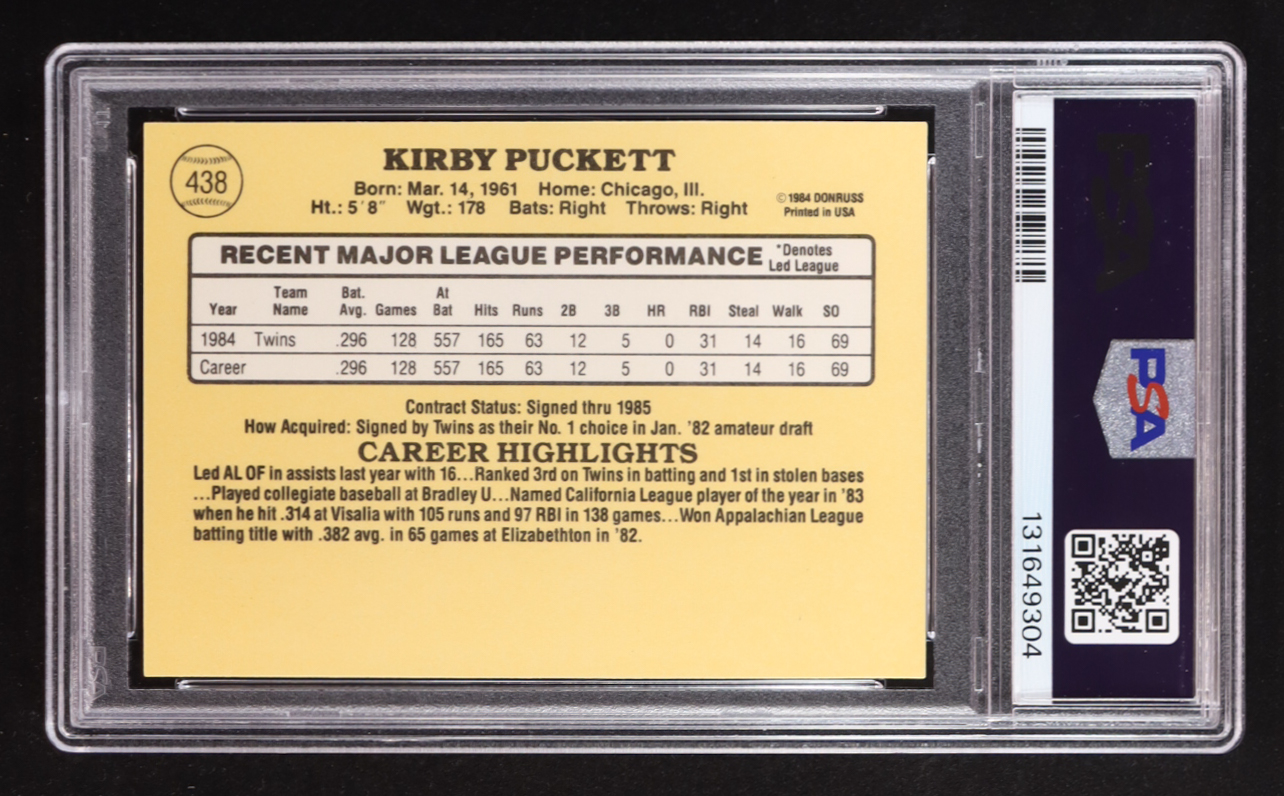 438
KIRBY PUCKETT
Born: Mar. 14, 1961 Home: Chicago, Ill.
Ht.: 5'8" Wgt.: 178 Bats: Right Throws: Right
©1984 DONRUSS
Printed in USA
RECENT MAJOR LEAGUE PERFORMANCE
*Denotes
Led League
Year Team Name Bat. Avg. Games At Bat Hits Runs 2B 3B HR RBI Steal Walk SO
1984 Twins .296 128 557 165 63 12 5 0 31 14 16 69
Career .296 128 557 165 63 12 5 0 31 14 16 69
Contract Status: Signed thru 1985
How Acquired: Signed by Twins as their No. 1 choice in Jan. '82 amateur draft
CAREER HIGHLIGHTS
Led AL OF in assists last year with 16...Ranked 3rd on Twins in batting and 1st in stolen bases
...Played collegiate baseball at Bradley U...Named California League player of the year in '83
when he hit .314 at Visalia with 105 runs and 97 RBI in 138 games...Won Appalachian League
batting title with .382 avg. in 65 games at Elizabethton in '82.
PSA
PSA
131649304